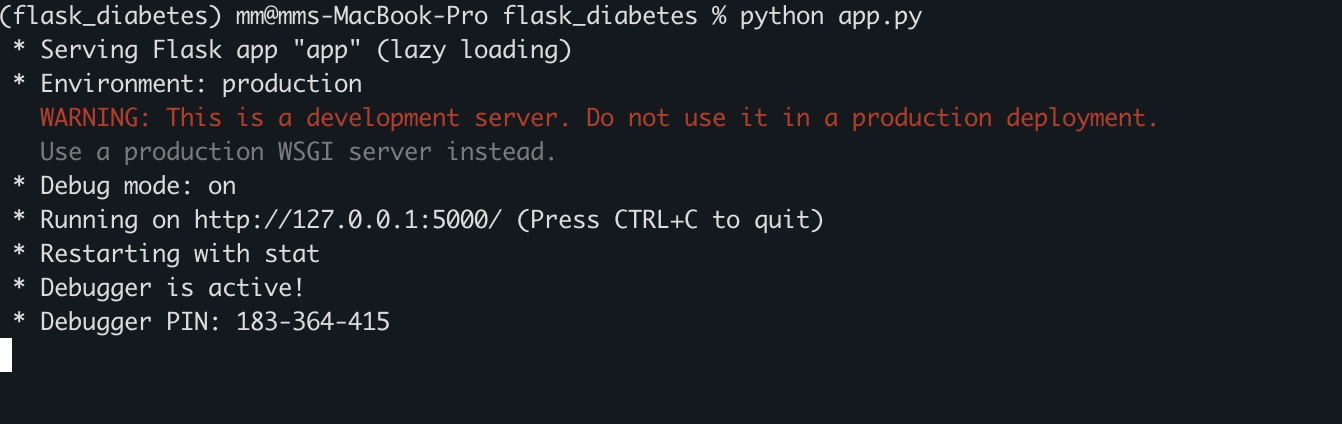 (flask_diabetes) mm@mms-MacBook-Pro flask_diabetes % python app.py
* Serving Flask app "app" (lazy loading)
* Environment: production
WARNING: This is a development server. Do not use it in a production deployment.
Use a production WSGI server instead.
* Debug mode: on
* Running on http://127.0.0.1:5000/ (Press CTRL+C to quit)
* Restarting with stat
* Debugger is active!
* Debugger PIN: 183-364-415